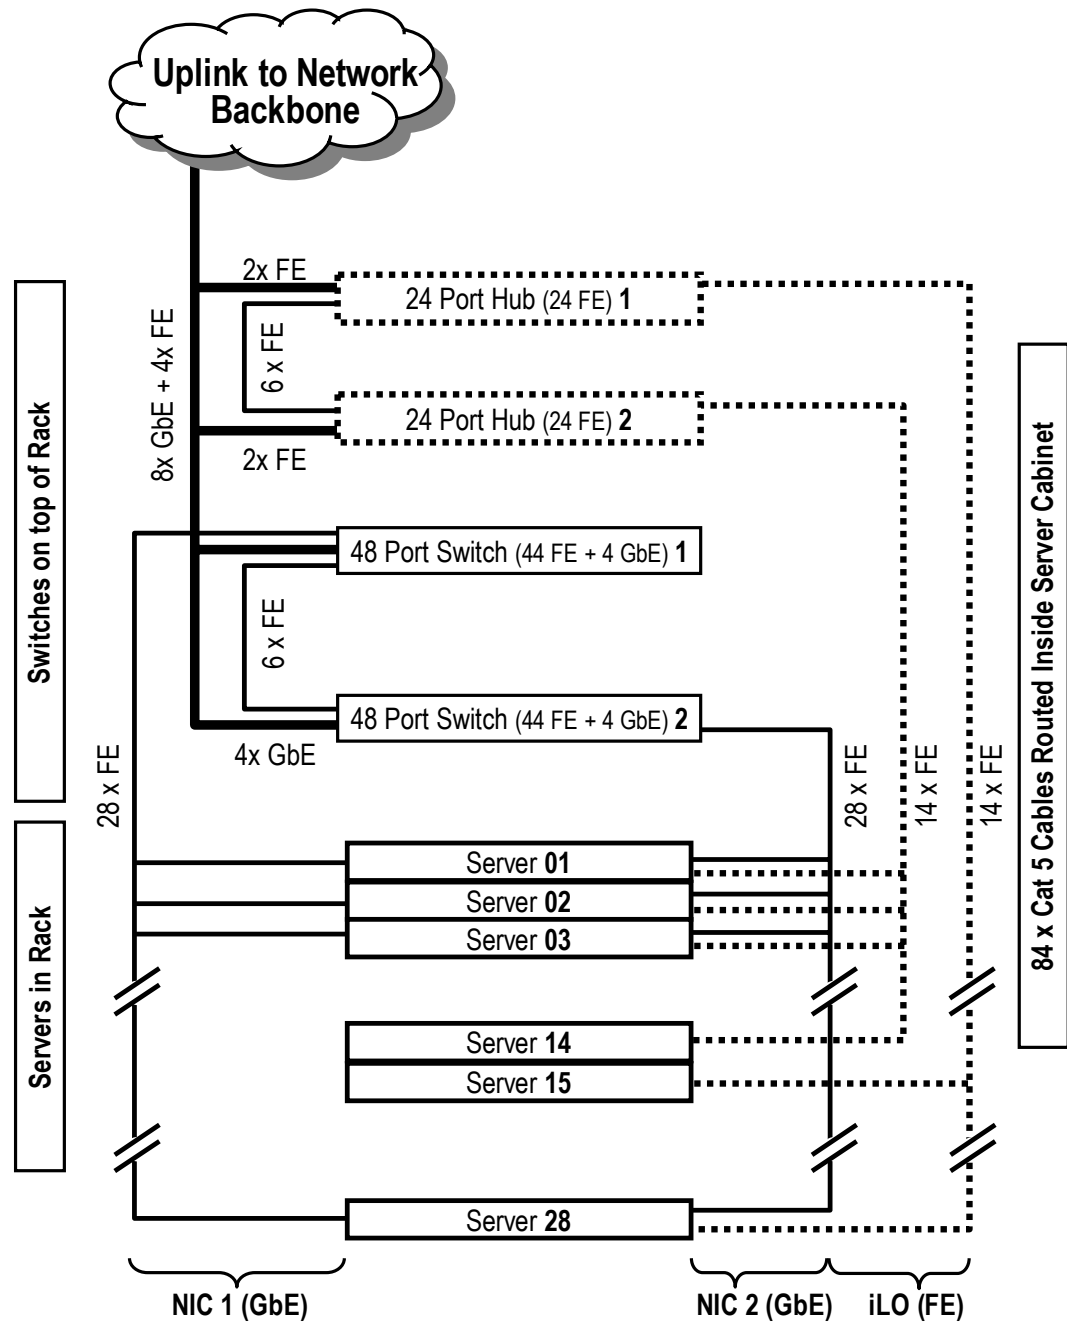 Uplink to Network
Backbone
2x FE
24 Port Hub (24 FE) 1
6 x FE
8x GbE + 4x FE
24 Port Hub (24 FE) 2
2x FE
Switches on top of Rack
48 Port Switch (44 FE + 4 GbE) 1
6 x FE
48 Port Switch (44 FE + 4 GbE) 2
4x GbE
28 x FE
28 x FE
14 x FE
14 x FE
84 x Cat 5 Cables Routed Inside Server Cabinet
Servers in Rack
Server 01
Server 02
Server 03
Server 14
Server 15
Server 28
NIC 1 (GbE)
NIC 2 (GbE)
iLO (FE)